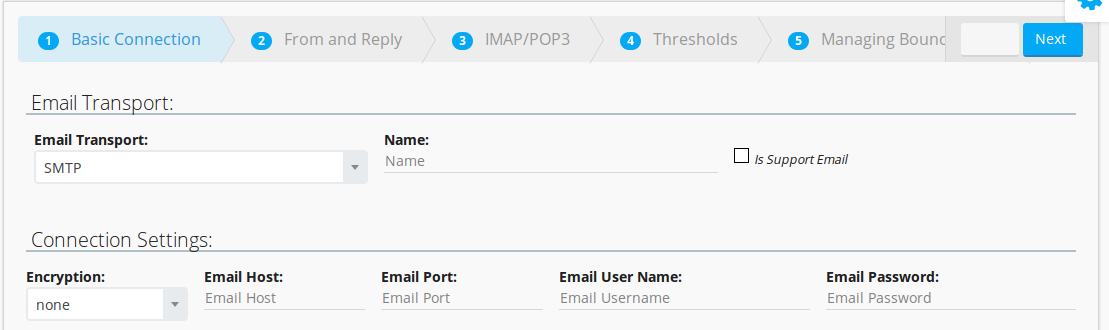 1 Basic Connection 2 From and Reply 3 IMAP/POP3 4 Thresholds 5 Managing Bounc Next
Email Transport:
Email Transport: Name:
SMTP Name Is Support Email
Connection Settings:
Encryption: Email Host: Email Port: Email User Name: Email Password:
none Email Host Email Port Email Username Email Password